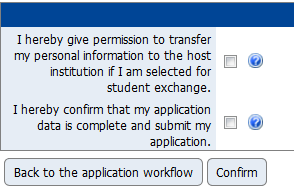 I hereby give permission to transfer
my personal information to the host
institution if I am selected for
student exchange.
I hereby confirm that my application
data is complete and submit my
application.
Back to the application workflow
Confirm